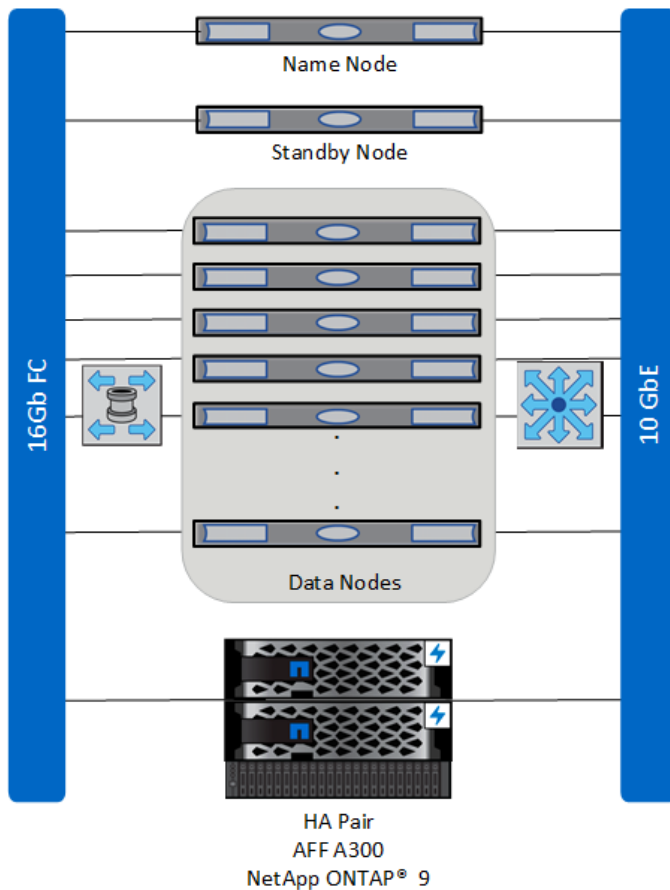 Name Node
Standby Node
16Gb FC
10 GbE
.
.
.
Data Nodes
HA Pair
AFF A300
NetApp ONTAP® 9